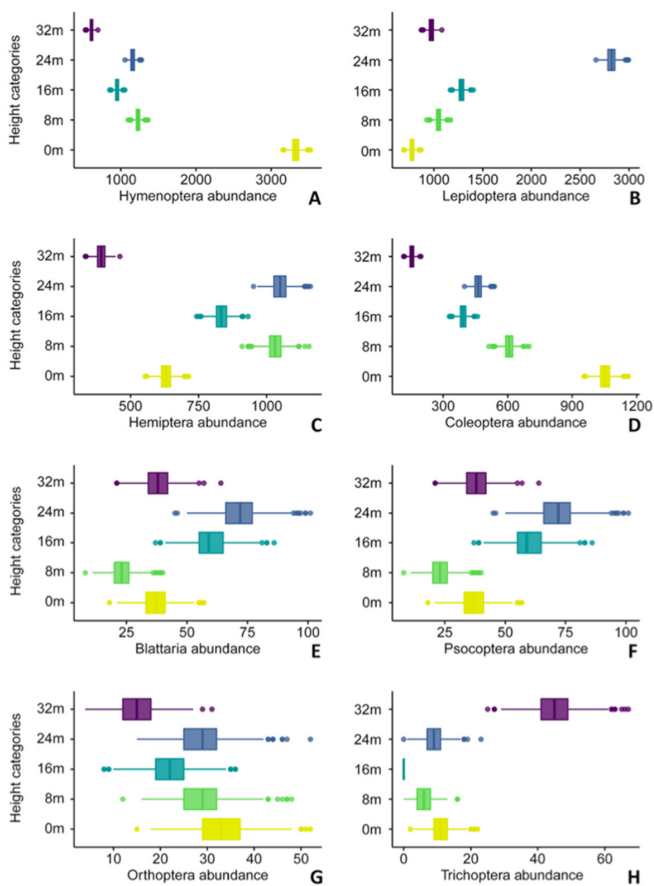 32m
24m
16m
8m
0m
Height categories
1000 2000 3000
Hymenoptera abundance A
1000 1500 2000 2500 3000
Lepidoptera abundance B
32m
24m
16m
8m
0m
Height categories
500 750 1000
Hemiptera abundance C
32m
24m
16m
8m
0m
300 600 900 1200
Coleoptera abundance D
32m
24m
16m
8m
0m
Height categories
25 50 75 100
Blattaria abundance E
32m
24m
16m
8m
0m
25 50 75 100
Psocoptera abundance F
32m
24m
16m
8m
0m
Height categories
10 20 30 40 50
Orthoptera abundance G
32m
24m
16m
8m
0m
0 20 40 60
Trichoptera abundance H
32m
24m
16m
8m
0m